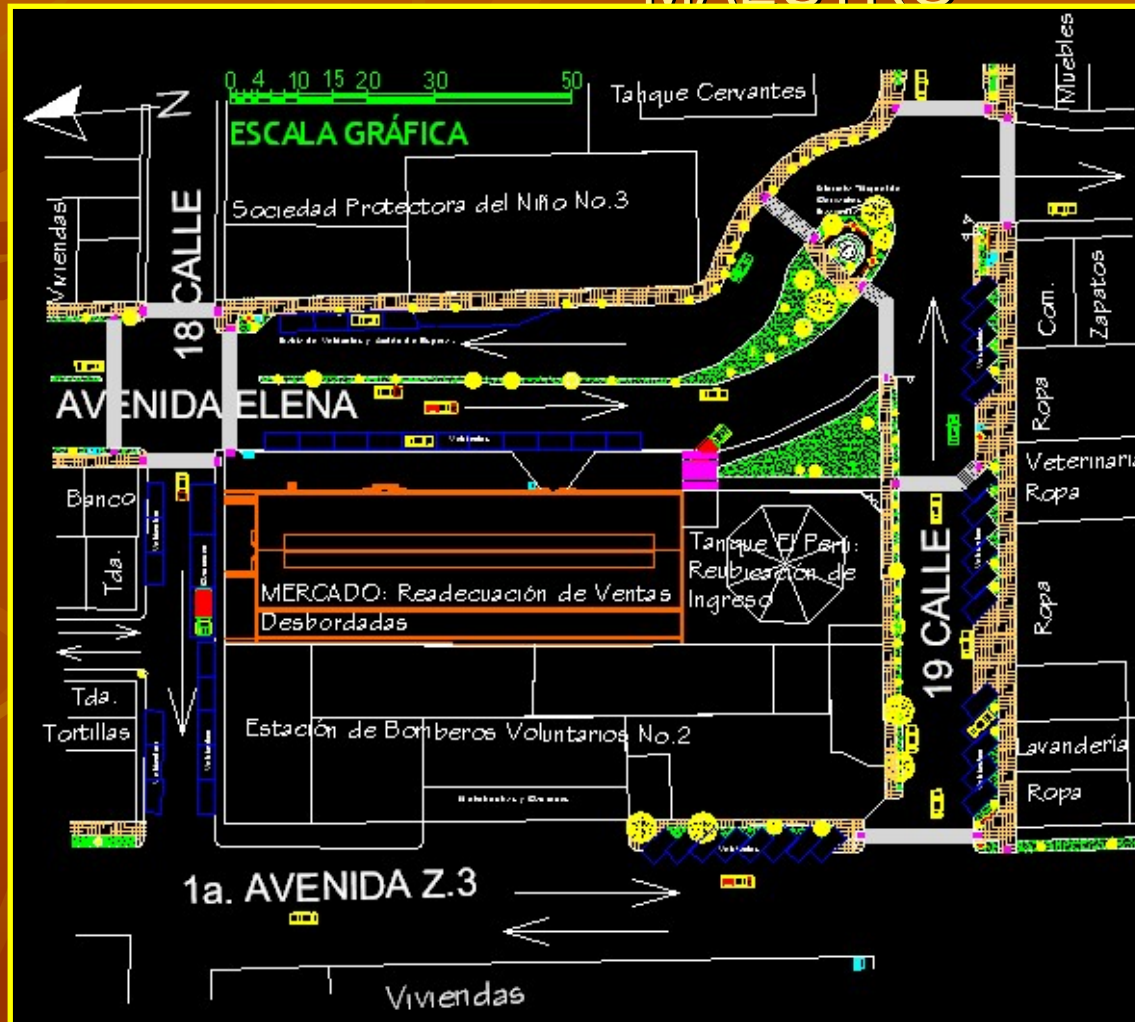 MAESTRO
0 4 10 15 20 30 50
ESCALA GRÁFICA
N
Tanque Cervantes
Muebles
Viviendas
18 CALLE
Sociedad Protectora del Niño No.3
Com.
Zapatos
AVENIDA ELENA
Ropa
Vehículos
Banco
Tda.
MERCADO: Readecuación de Ventas
Desbordadas
Tanque El Perú:
Reubicación de
Ingreso
19 CALLE
Veterinaria
Ropa
Ropa
Tda.
Tortillas
Estación de Bomberos Voluntarios No.2
Lavandería
Ropa
1a. AVENIDA Z.3
Viviendas